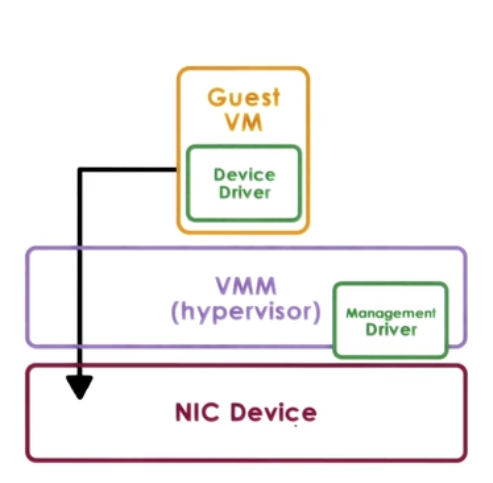 Guest
VM
Device
Driver
VMM
(hypervisor)
Management
Driver
NIC Device